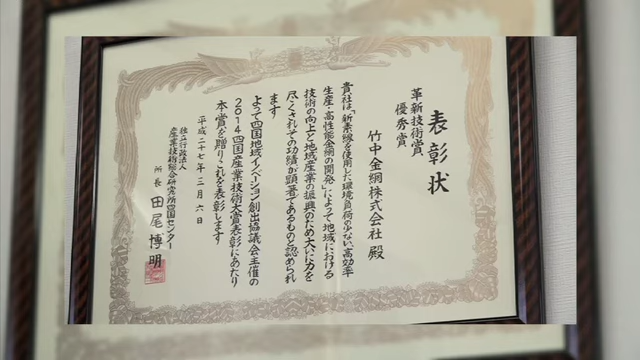 表彰状
革新技術賞
優秀賞
竹中金網株式会社 殿
貴社は「新素線を使用した環境負荷の少ない、高効率
生産・高性能金網の開発」によって地域における
技術の向上と地域産業の振興のため大いに力を
尽くされその功績が顕著であるものと認められ
ます
よって四国地域イノベーション創出協議会主催の
2014四国産業技術大賞表彰にあたり
本賞を贈りこれを表彰します
平成二十七年二月六日
独立行政法人
産業技術総合研究所四国センター
所長 田尾博明